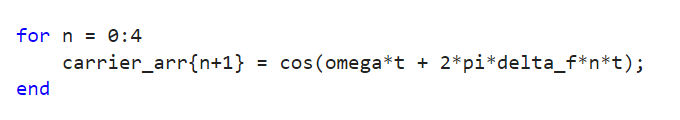 for n = 0:4
    carrier_arr{n+1} = cos(omega*t + 2*pi*delta_f*n*t);
end